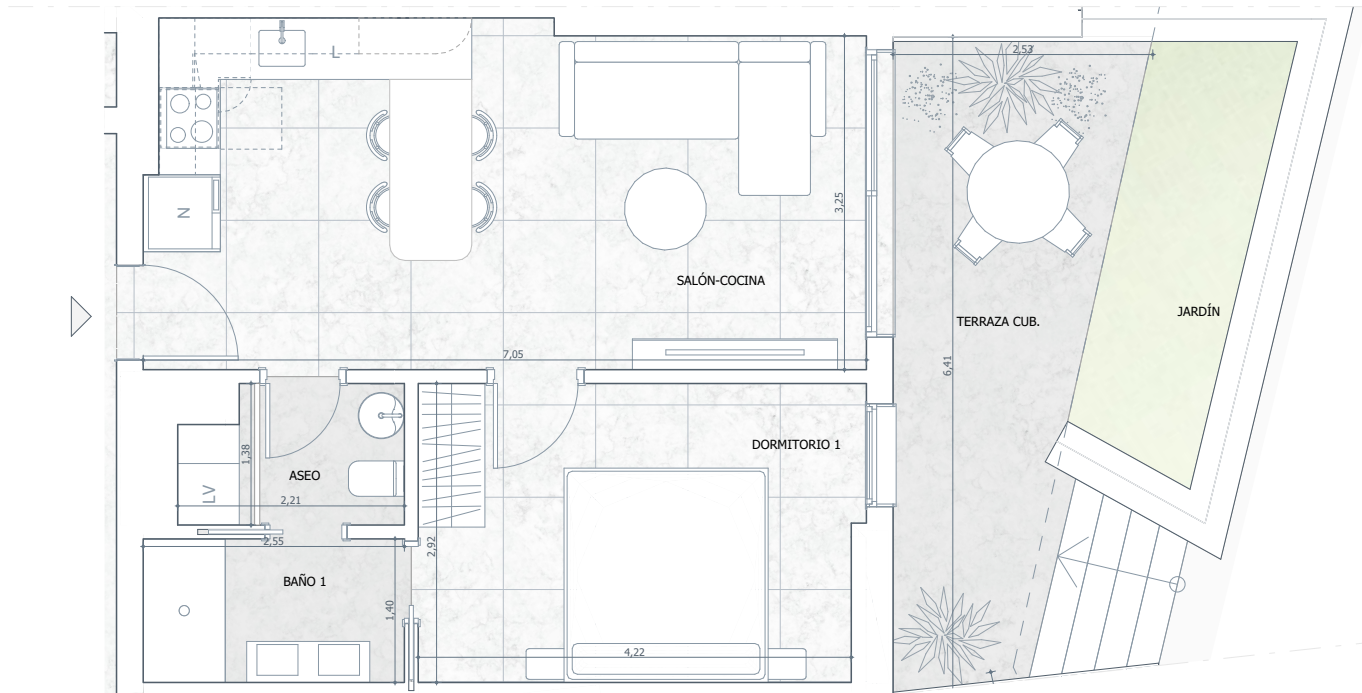 L
2,53
N
3,25
SALÓN-COCINA
TERRAZA CUB.
JARDÍN
7,05
6,41
DORMITORIO 1
1,38
ASEO
LV
2,21
2,55
2,92
BAÑO 1
1,40
4,22